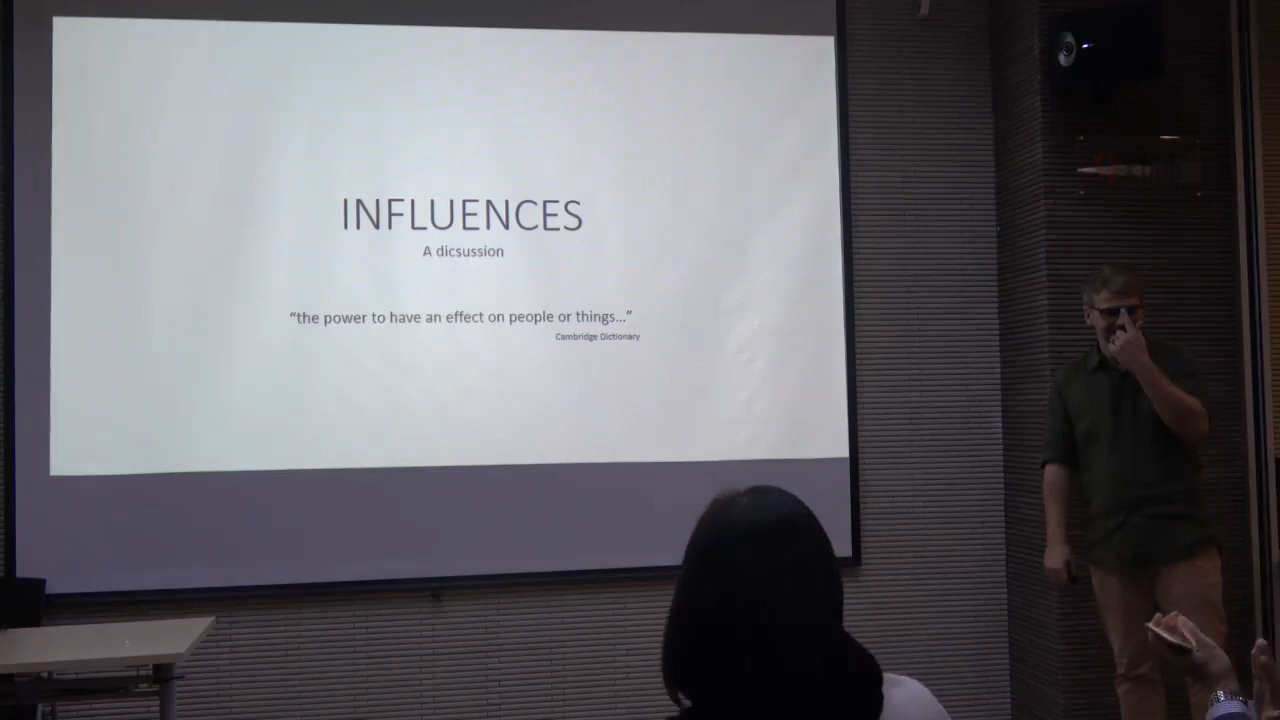 INFLUENCES
A dicsussion
“the power to have an effect on people or things...”
Cambridge Dictionary